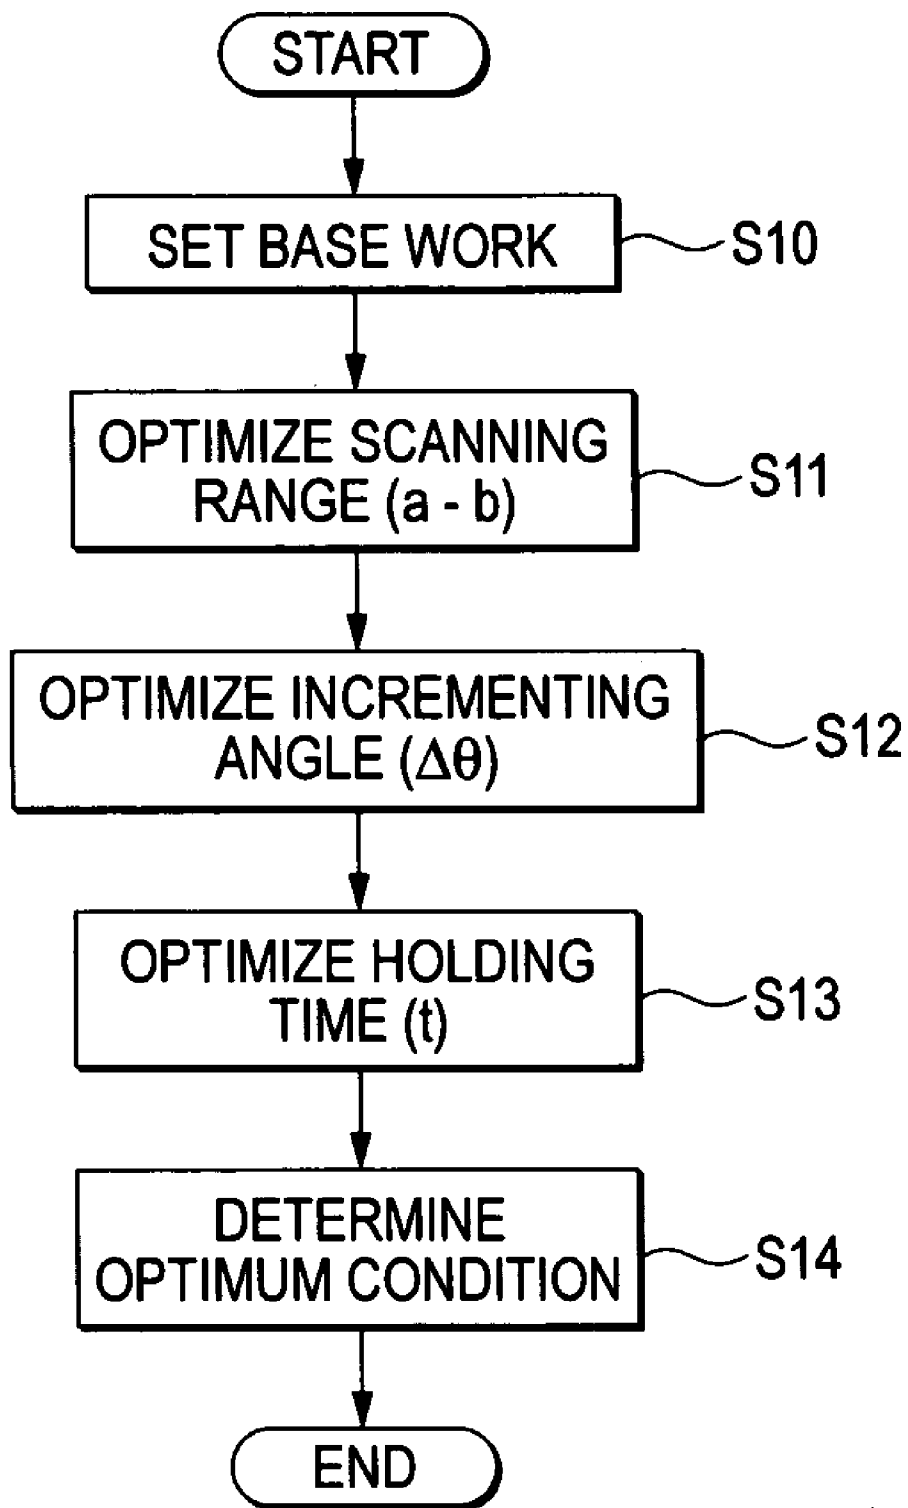 START
SET BASE WORK
S10
OPTIMIZE SCANNING
RANGE (a - b)
S11
OPTIMIZE INCREMENTING
ANGLE (Δθ)
S12
OPTIMIZE HOLDING
TIME (t)
S13
DETERMINE
OPTIMUM CONDITION
S14
END